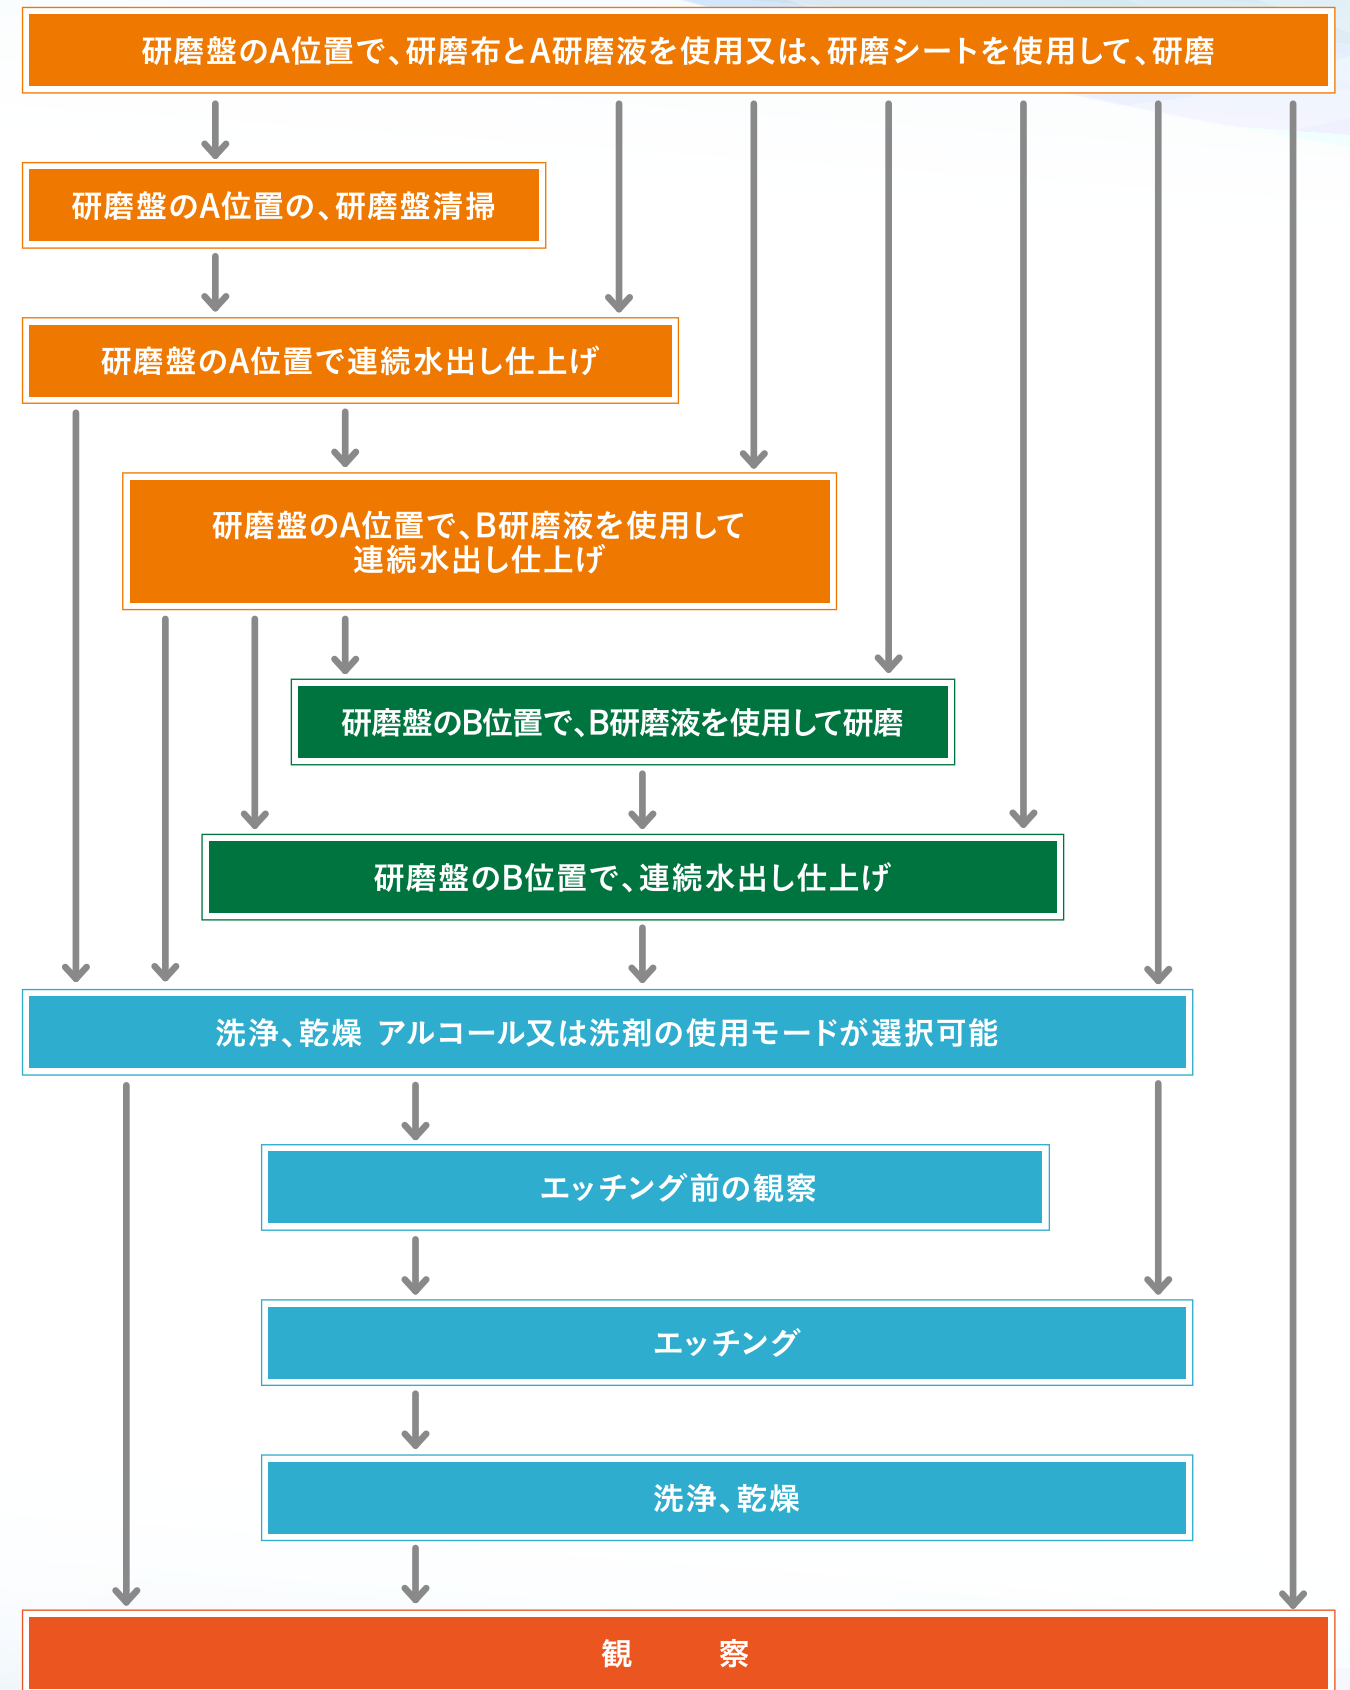 研磨盤のA位置で、研磨布とA研磨液を使用又は、研磨シートを使用して、研磨
研磨盤のA位置の、研磨盤清掃
研磨盤のA位置で連続水出し仕上げ
研磨盤のA位置で、B研磨液を使用して
連続水出し仕上げ
研磨盤のB位置で、B研磨液を使用して研磨
研磨盤のB位置で、連続水出し仕上げ
洗浄、乾燥 アルコール又は洗剤の使用モードが選択可能
エッチング前の観察
エッチング
洗浄、乾燥
観　　察